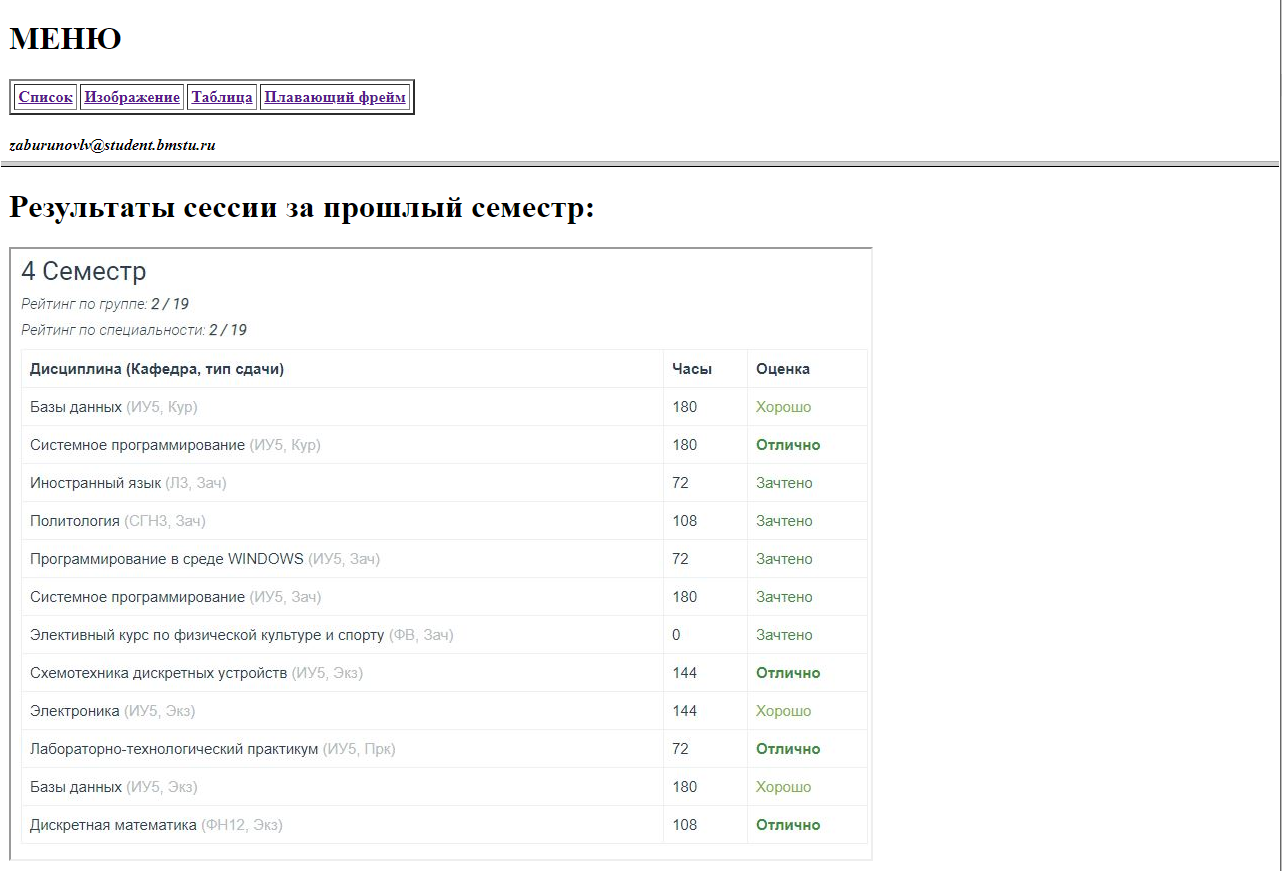 МЕНЮ
Список Изображение Таблица Плавающий фрейм
zaburunovlv@student.bmstu.ru
Результаты сессии за прошлый семестр:
4 Семестр
Рейтинг по группе: 2 / 19
Рейтинг по специальности: 2 / 19
Дисциплина (Кафедра, тип сдачи) Часы Оценка
Базы данных (ИУ5, Кур) 180 Хорошо
Системное программирование (ИУ5, Кур) 180 Отлично
Иностранный язык (Л3, Зач) 72 Зачтено
Политология (СГН3, Зач) 108 Зачтено
Программирование в среде WINDOWS (ИУ5, Зач) 72 Зачтено
Системное программирование (ИУ5, Зач) 180 Зачтено
Элективный курс по физической культуре и спорту (ФВ, Зач) 0 Зачтено
Схемотехника дискретных устройств (ИУ5, Экз) 144 Отлично
Электроника (ИУ5, Экз) 144 Хорошо
Лабораторно-технологический практикум (ИУ5, Прк) 72 Отлично
Базы данных (ИУ5, Экз) 180 Хорошо
Дискретная математика (ФН12, Экз) 108 Отлично